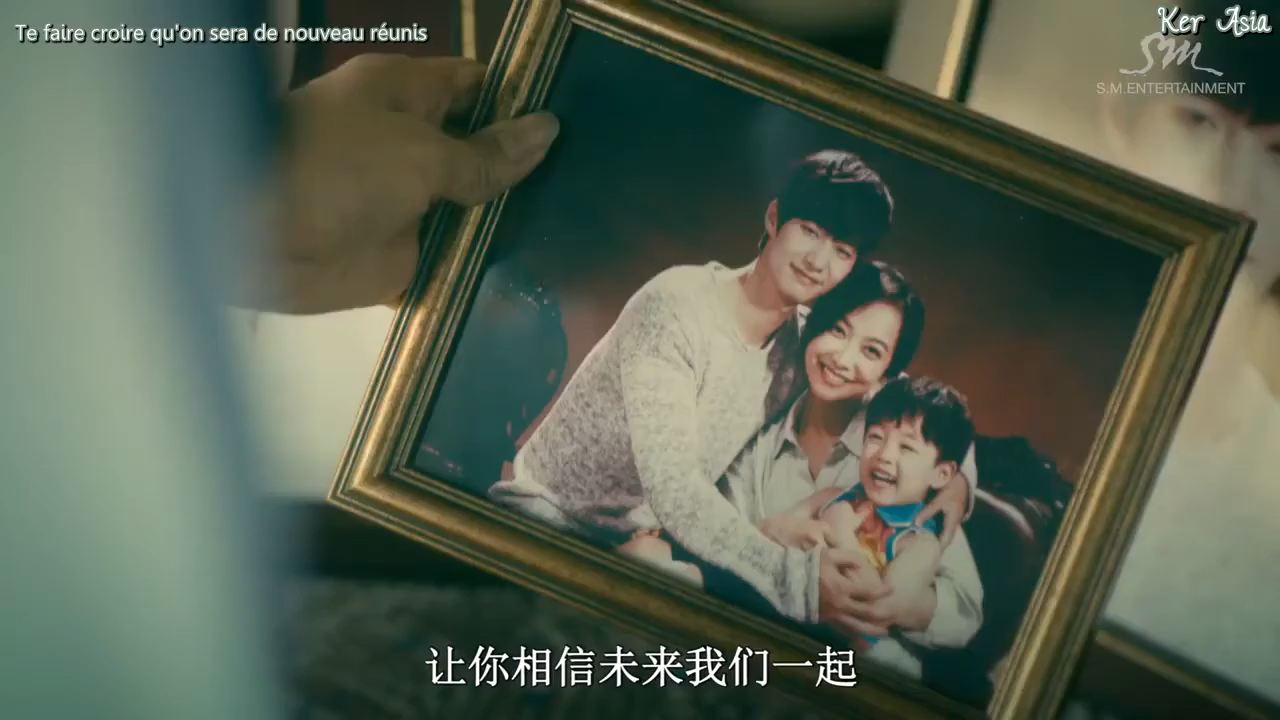 Te faire croire qu'on sera de nouveau réunis
Ker Asia
SM
S.M.ENTERTAINMENT
让你相信未来我们一起